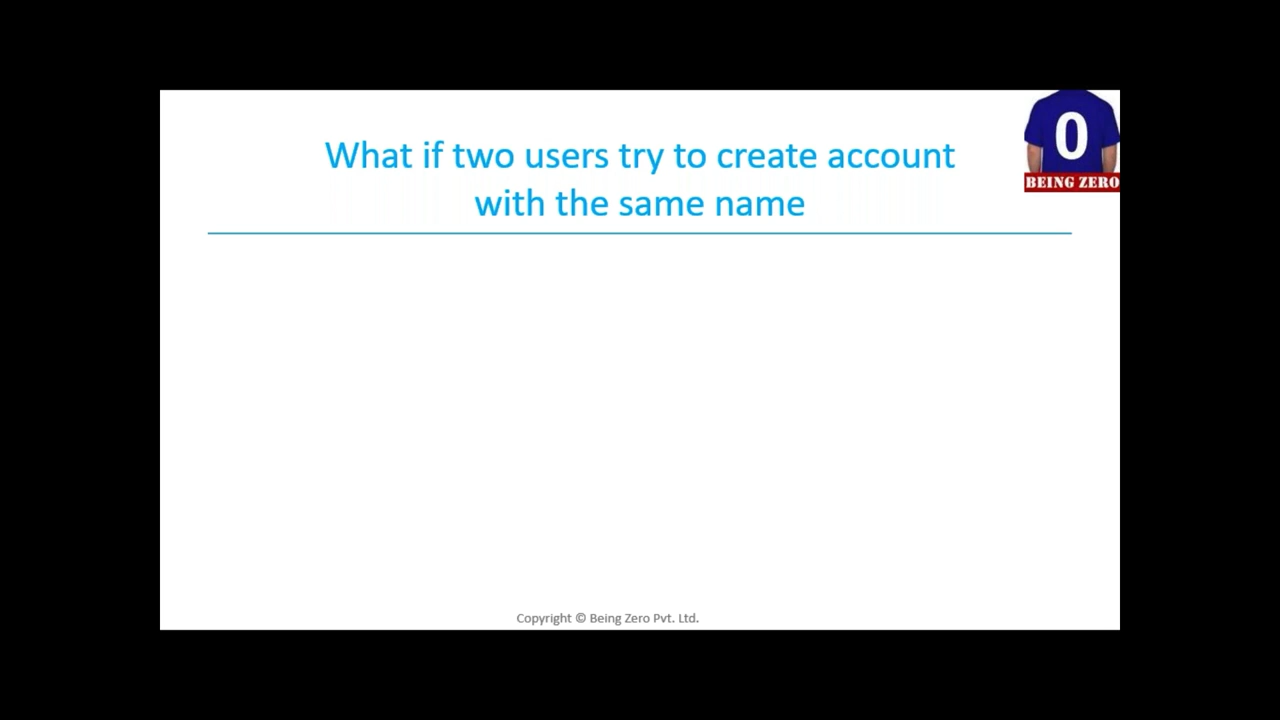 What if two users try to create account
with the same name
0
BEING ZERO
Copyright © Being Zero Pvt. Ltd.